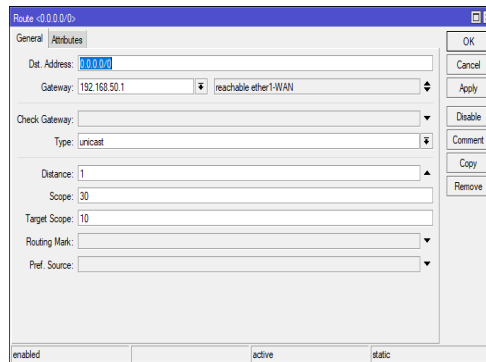 Route <0.0.0.0/0>
General Attributes
Dst. Address: 0.0.0.0/0
Gateway: 192.168.50.1 reachable ether1-WAN
Check Gateway:
Type: unicast
Distance: 1
Scope: 30
Target Scope: 10
Routing Mark:
Pref. Source:
OK
Cancel
Apply
Disable
Comment
Copy
Remove
enabled active static